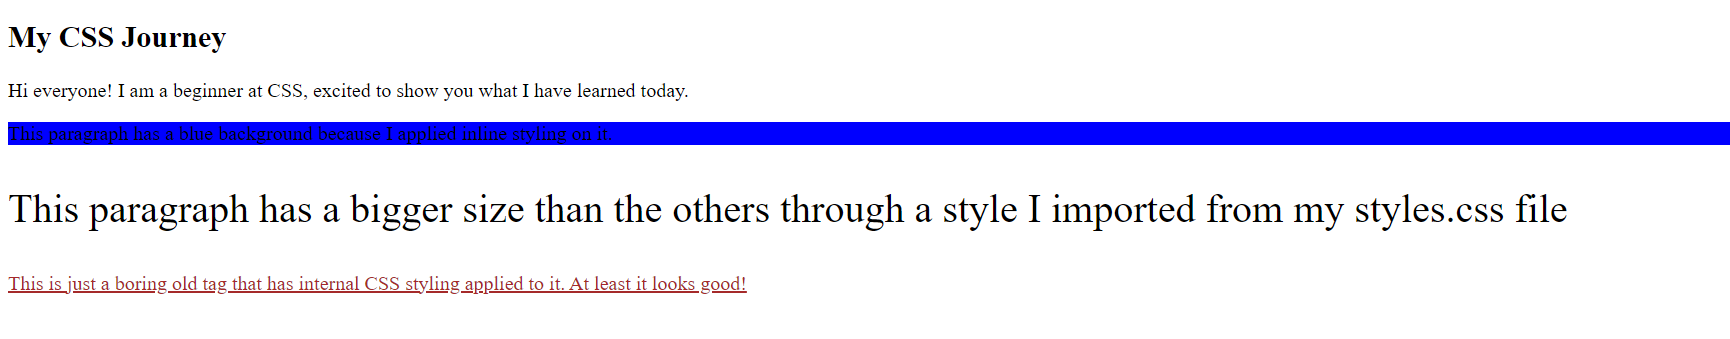 My CSS Journey
Hi everyone! I am a beginner at CSS, excited to show you what I have learned today.
This paragraph has a blue background because I applied inline styling on it.
This paragraph has a bigger size than the others through a style I imported from my styles.css file
This is just a boring old tag that has internal CSS styling applied to it. At least it looks good!